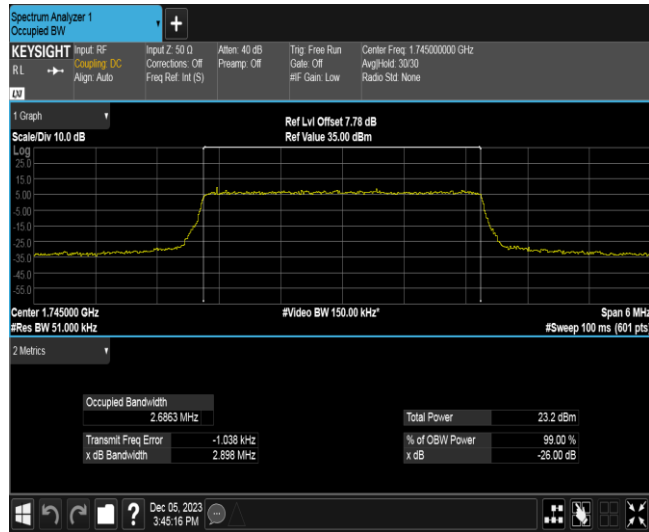 Spectrum Analyzer 1
Occupied BW
+
KEYSIGHT Input: RF Input Z: 50 Ω Atten: 40 dB Trig: Free Run Center Freq: 1.745000000 GHz
RL Coupling: DC Corrections: Off Preamp: Off Gate: Off Avg|Hold: 30/30
Align: Auto Freq Ref: Int (S) #IF Gain: Low Radio Std: None
LXI
1 Graph
Ref Lvl Offset 7.78 dB
Scale/Div 10.0 dB Ref Value 35.00 dBm
Log
25.0
15.0
5.00
-5.00
-15.0
-25.0
-35.0
-45.0
-55.0
Center 1.745000 GHz #Video BW 150.00 kHz* Span 6 MHz
#Res BW 51.000 kHz #Sweep 100 ms (601 pts)
2 Metrics
Occupied Bandwidth
2.6863 MHz Total Power 23.2 dBm
Transmit Freq Error -1.038 kHz % of OBW Power 99.00 %
x dB Bandwidth 2.898 MHz x dB -26.00 dB
? Dec 05, 2023
3:45:16 PM